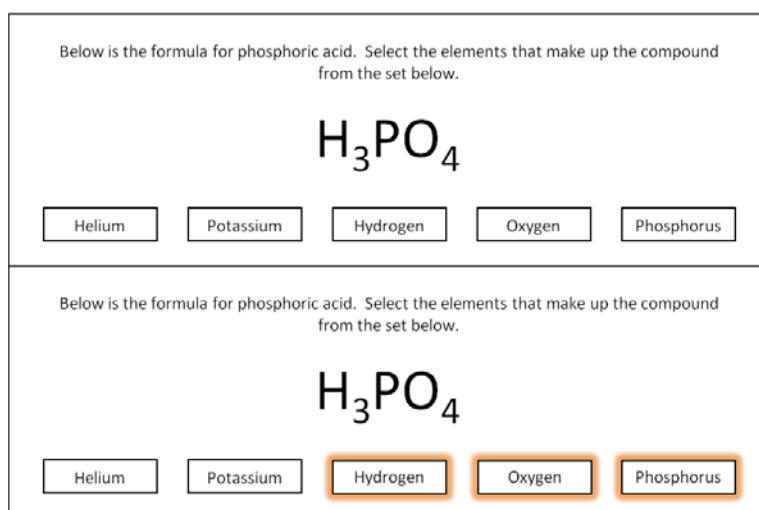 Below is the formula for phosphoric acid. Select the elements that make up the compound
from the set below.
H₃PO₄
Helium Potassium Hydrogen Oxygen Phosphorus
Below is the formula for phosphoric acid. Select the elements that make up the compound
from the set below.
H₃PO₄
Helium Potassium Hydrogen Oxygen Phosphorus